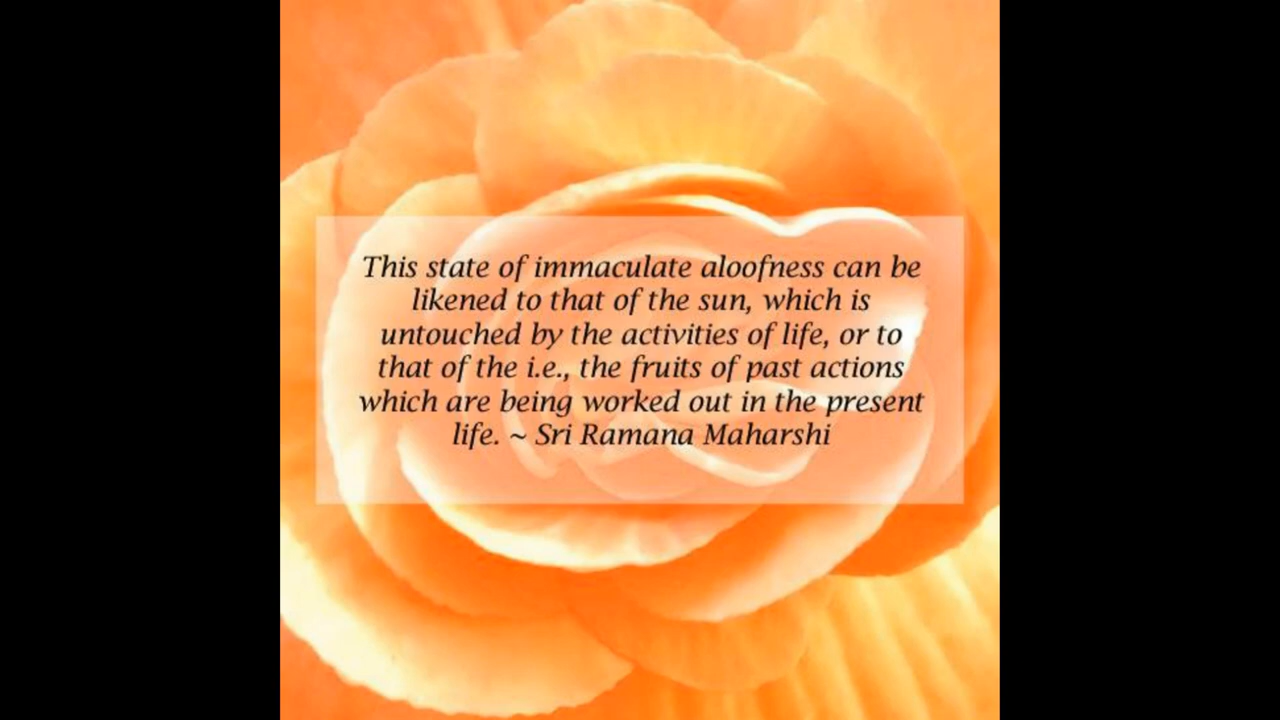 This state of immaculate aloofness can be
likened to that of the sun, which is
untouched by the activities of life, or to
that of the i.e., the fruits of past actions
which are being worked out in the present
life. ~ Sri Ramana Maharshi